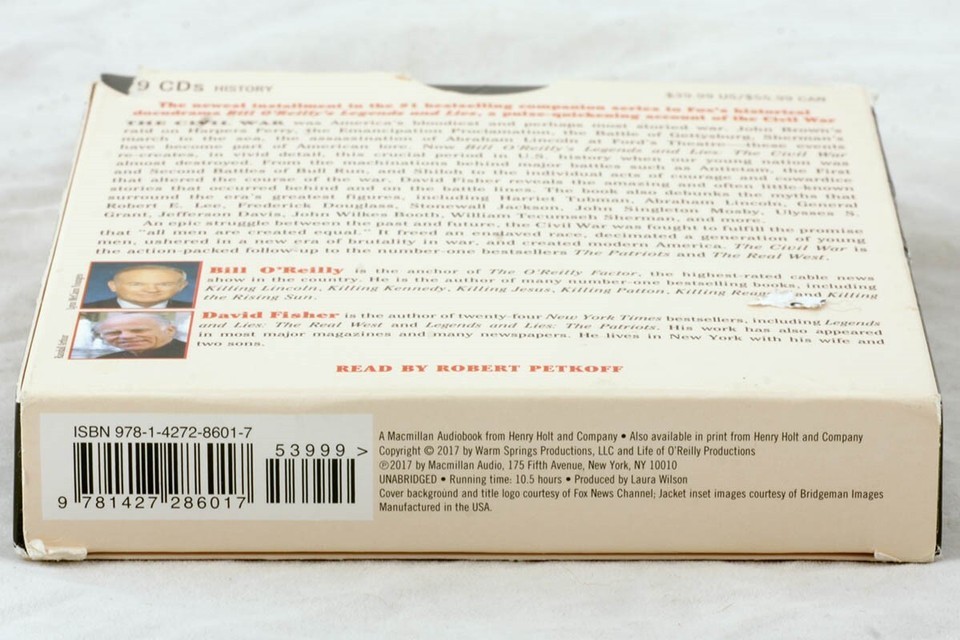 9 CDs HISTORY
$39.99 US/$55.99 CAN
The newest installment in the #1 bestselling companion series to Fox's historical
docudrama Bill O'Reilly's Legends and Lies, a pulse-quickening account of the Civil War
THE CIVIL WAR was America's bloodiest and perhaps most storied war. John Brown's
raid on Harpers Ferry, the Emancipation Proclamation, the Battle of Gettysburg, Sherman's
march to the sea, the assassination of Abraham Lincoln at Ford's Theatre—these events
have become part of American lore. Now Bill O'Reilly's Legends and Lies: The Civil War
re-creates, in vivid detail, this crucial period in U.S. history when our young nation was
almost destroyed. From the machinations behind major battles such as Antietam, the First
and Second Battles of Bull Run, and Shiloh to the individual acts of courage and cowardice
that altered the course of the war, David Fisher reveals the amazing and often little-known
stories that occurred behind and on the battle lines. The book also debunks the myths that
surround the era's greatest figures, including Harriet Tubman, Abraham Lincoln, General
Robert E. Lee, Frederick Douglass, Stonewall Jackson, John Singleton Mosby, Ulysses S.
Grant, Jefferson Davis, John Wilkes Booth, William Tecumseh Sherman, and more.
An epic struggle between the past and future, the Civil War was fought to fulfill the promise
that "all men are created equal." It freed an enslaved race, decimated a generation of young
men, ushered in a new era of brutality in war, and created modern America. The Civil War is
the action-packed follow-up to the number-one bestsellers The Patriots and The Real West.
Bill O'Reilly is the anchor of The O'Reilly Factor, the highest-rated cable news
show in the country. He is the author of many number-one bestselling books, including
Killing Lincoln, Killing Kennedy, Killing Jesus, Killing Patton, Killing Rea and Killing
the Rising Sun.
David Fisher is the author of twenty-four New York Times bestsellers, including Legends
and Lies: The Real West and Legends and Lies: The Patriots. His work has also appeared
in most major magazines and many newspapers. He lives in New York with his wife and
two sons.
READ BY ROBERT PETKOFF
ISBN 978-1-4272-8601-7
53999 >
9 781427 286017
A Macmillan Audiobook from Henry Holt and Company • Also available in print from Henry Holt and Company
Copyright © 2017 by Warm Springs Productions, LLC and Life of O'Reilly Productions
℗2017 by Macmillan Audio, 175 Fifth Avenue, New York, NY 10010
UNABRIDGED • Running time: 10.5 hours • Produced by Laura Wilson
Cover background and title logo courtesy of Fox News Channel; Jacket inset images courtesy of Bridgeman Images
Manufactured in the USA.